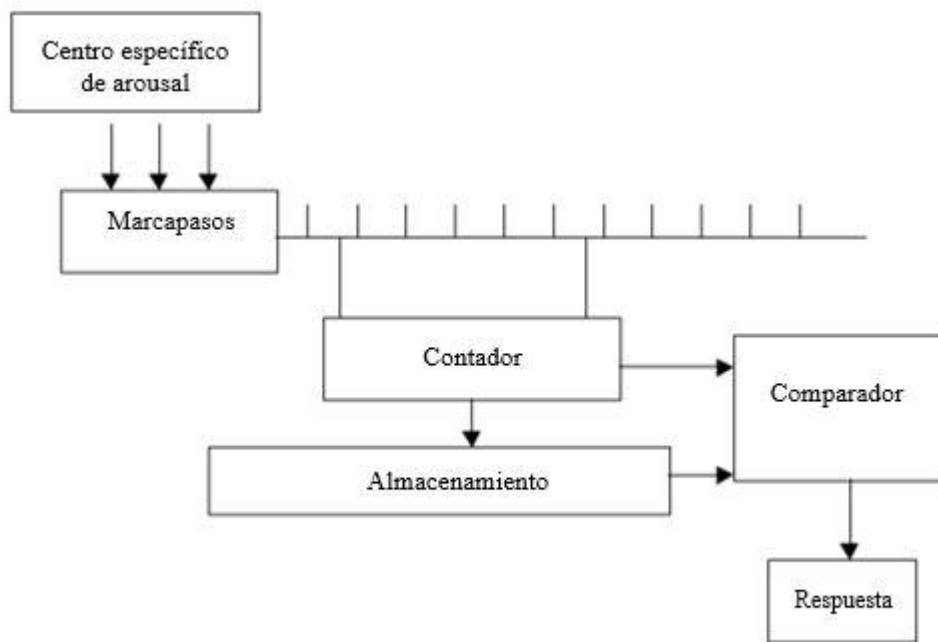 Centro específico
de arousal
Marcapasos
Contador
Comparador
Almacenamiento
Respuesta